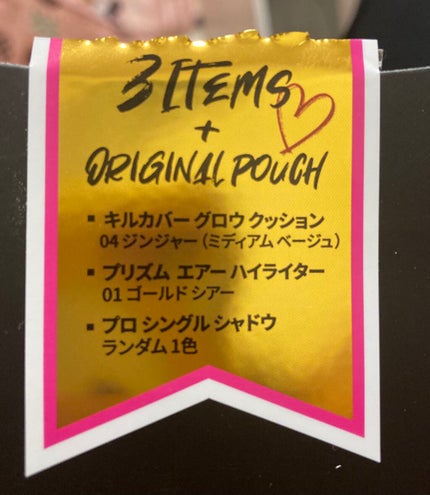 3 ITEMS
+
ORIGINAL POUCH
▪ キルカバー グロウ クッション
04 ジンジャー（ミディアム ベージュ）
▪ プリズム エアー ハイライター
01 ゴールド シアー
▪ プロ シングル シャドウ
ランダム 1色